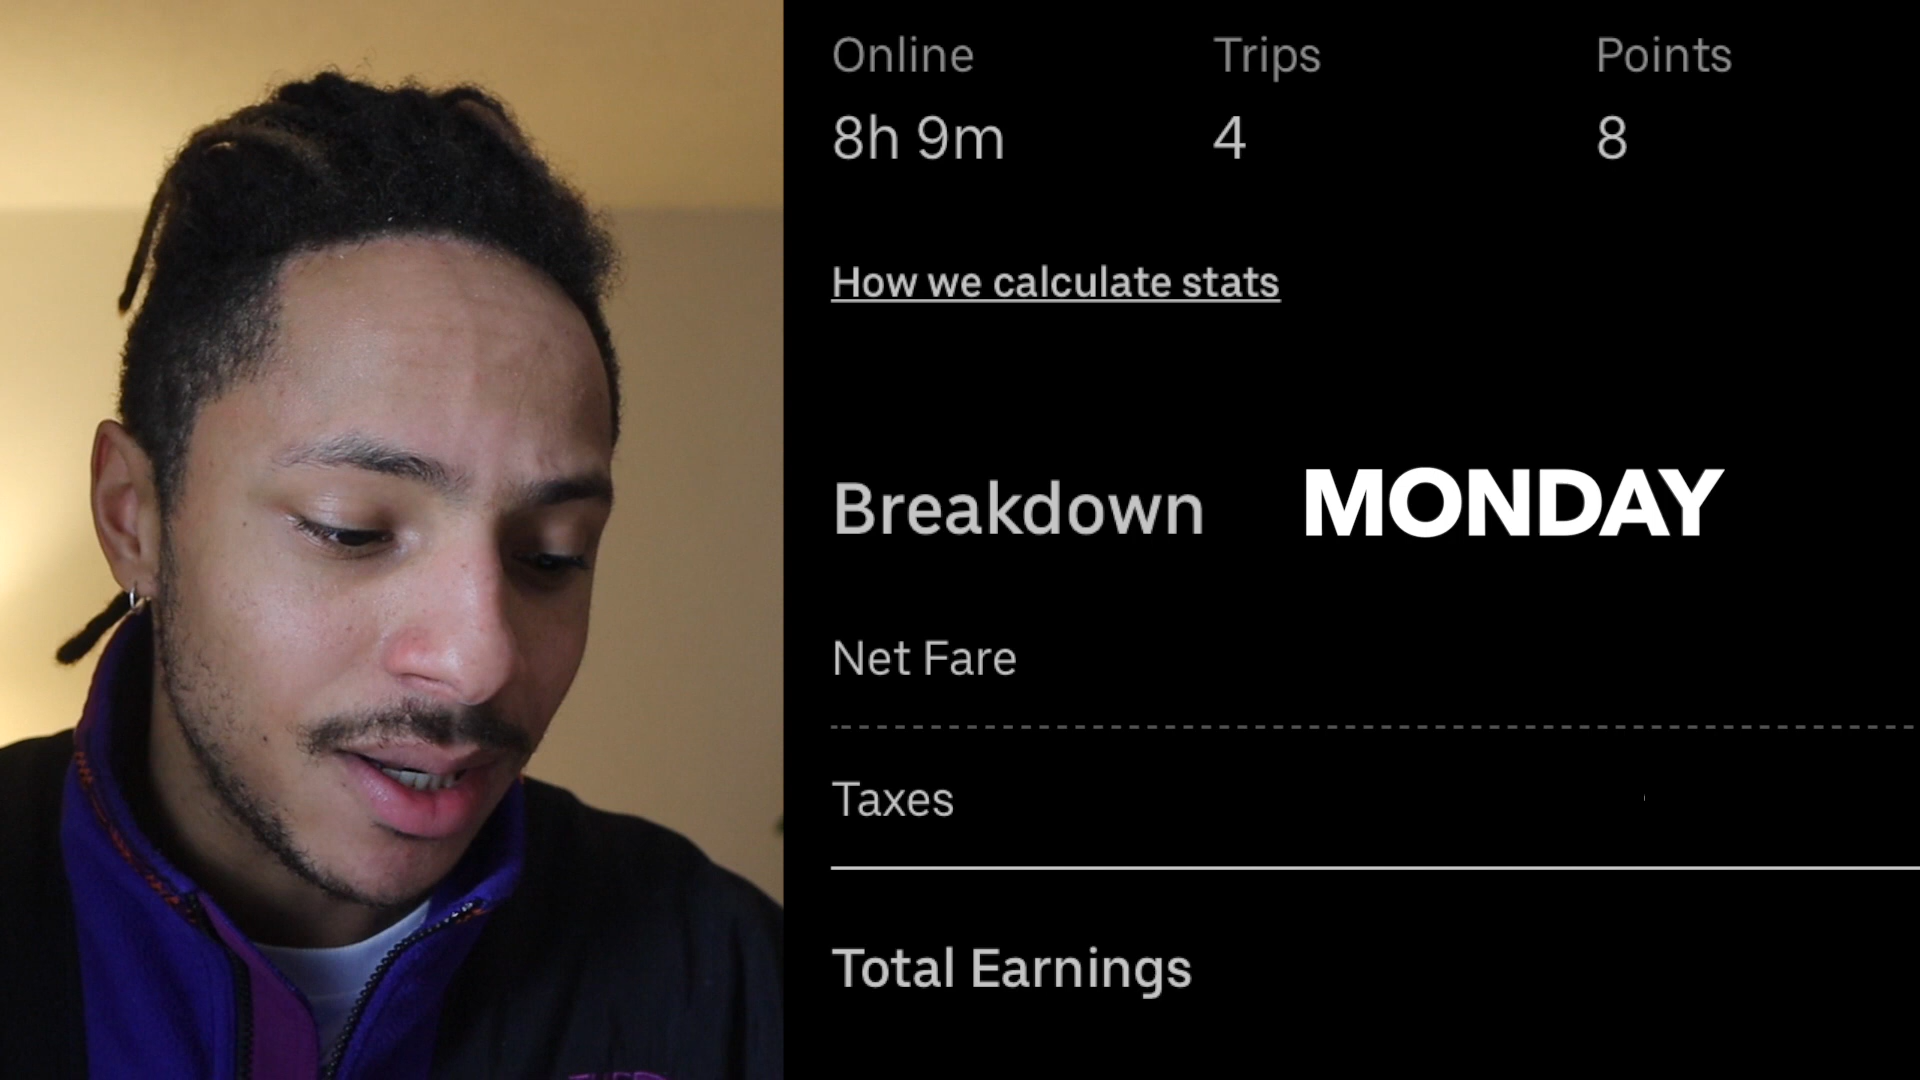 Online Trips Points
8h 9m 4 8
How we calculate stats
Breakdown MONDAY
Net Fare
Taxes
Total Earnings